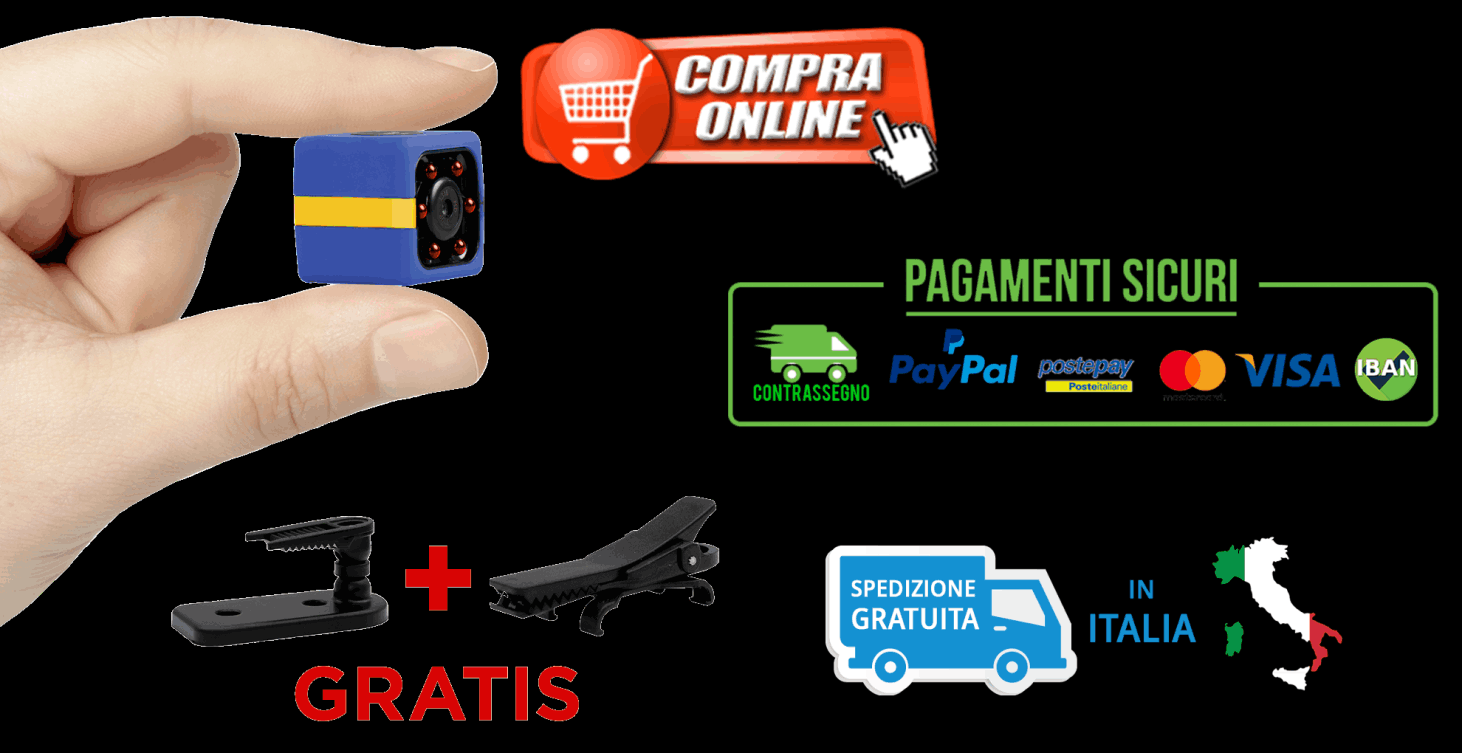 COMPRA
ONLINE
PAGAMENTI SICURI
CONTRASSEGNO
PayPal
postepay
Posteitaliane
mastercard.
VISA
IBAN
SPEDIZIONE
GRATUITA
IN
ITALIA
GRATIS